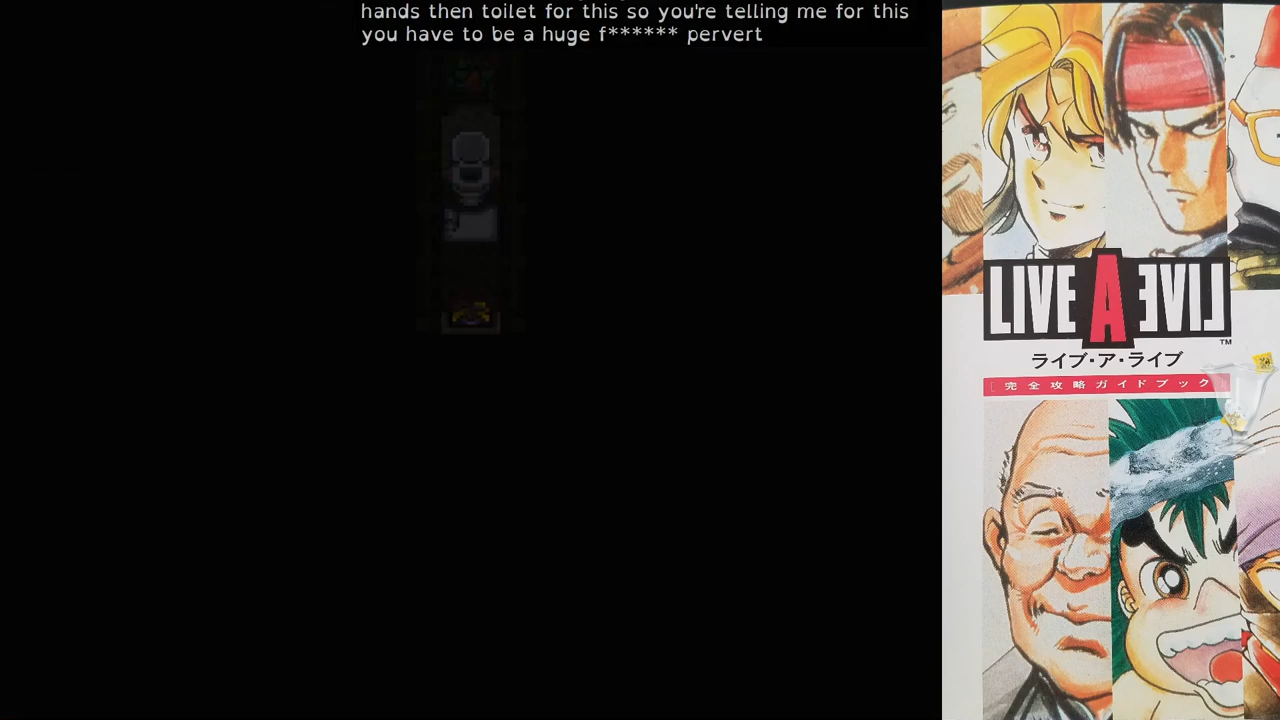 hands then toilet for this so you're telling me for this
you have to be a huge f****** pervert
LIVE A LIVE
TM
ライブ・ア・ライブ
[完全攻略ガイドブック]